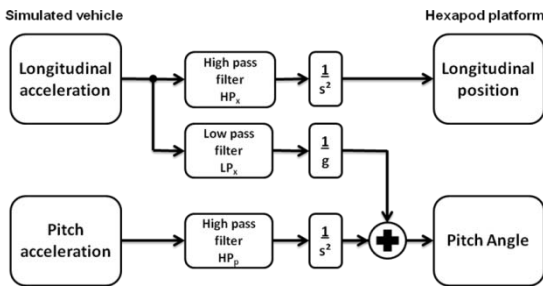 Simulated vehicle
Hexapod platform
Longitudinal
acceleration
High pass
filter
HPx
1
s²
Longitudinal
position
Low pass
filter
LPx
1
g
Pitch
acceleration
High pass
filter
HPp
1
s²
+
Pitch Angle